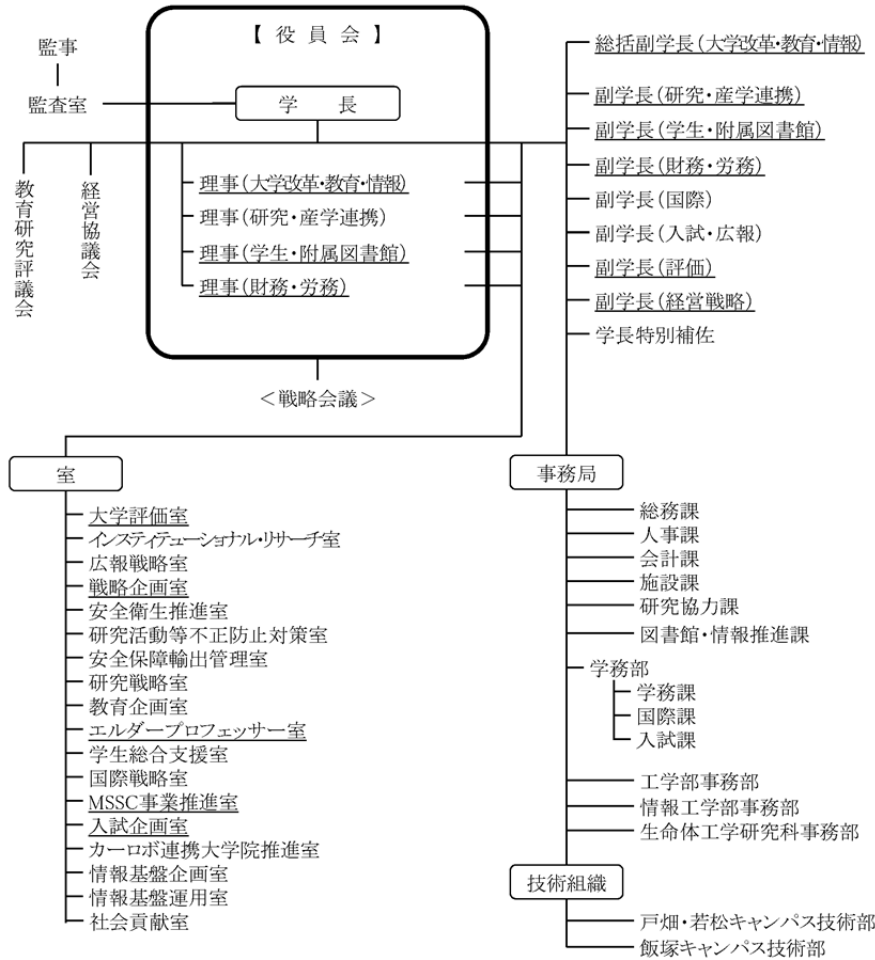 【 役 員 会 】
監事
監査室
学 長
教育研究評議会
経営協議会
理事(大学改革・教育・情報)
理事(研究・産学連携)
理事(学生・附属図書館)
理事(財務・労務)
＜戦略会議＞
総括副学長(大学改革・教育・情報)
副学長(研究・産学連携)
副学長(学生・附属図書館)
副学長(財務・労務)
副学長(国際)
副学長(入試・広報)
副学長(評価)
副学長(経営戦略)
学長特別補佐
室
大学評価室
インスティテューショナル・リサーチ室
広報戦略室
戦略企画室
安全衛生推進室
研究活動等不正防止対策室
安全保障輸出管理室
研究戦略室
教育企画室
エルダープロフェッサー室
学生総合支援室
国際戦略室
MSSC事業推進室
入試企画室
カーロボ連携大学院推進室
情報基盤企画室
情報基盤運用室
社会貢献室
事務局
総務課
人事課
会計課
施設課
研究協力課
図書館・情報推進課
学務部
学務課
国際課
入試課
工学部事務部
情報工学部事務部
生命体工学研究科事務部
技術組織
戸畑・若松キャンパス技術部
飯塚キャンパス技術部